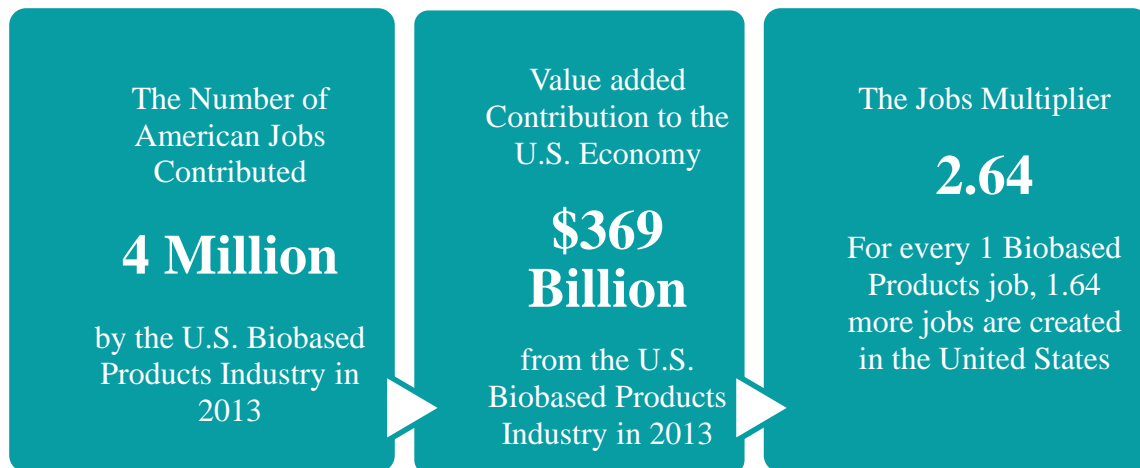 The Number of
American Jobs
Contributed
4 Million
by the U.S. Biobased
Products Industry in
2013
Value added
Contribution to the
U.S. Economy
$369
Billion
from the U.S.
Biobased Products
Industry in 2013
The Jobs Multiplier
2.64
For every 1 Biobased
Products job, 1.64
more jobs are created
in the United States